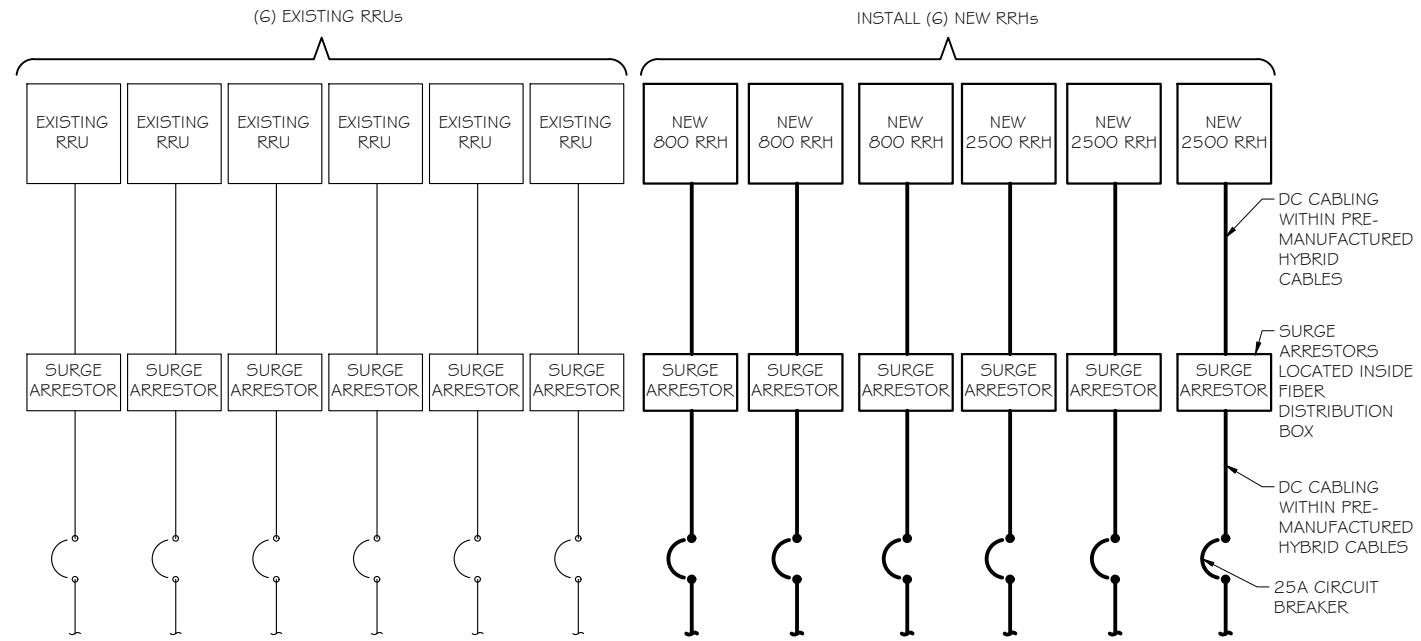 (6) EXISTING RRUs
INSTALL (6) NEW RRHs
EXISTING
RRU
EXISTING
RRU
EXISTING
RRU
EXISTING
RRU
EXISTING
RRU
EXISTING
RRU
NEW
800 RRH
NEW
800 RRH
NEW
800 RRH
NEW
2500 RRH
NEW
2500 RRH
NEW
2500 RRH
DC CABLING
WITHIN PRE-
MANUFACTURED
HYBRID
CABLES
SURGE
ARRESTOR
SURGE
ARRESTOR
SURGE
ARRESTOR
SURGE
ARRESTOR
SURGE
ARRESTOR
SURGE
ARRESTOR
SURGE
ARRESTOR
SURGE
ARRESTOR
SURGE
ARRESTOR
SURGE
ARRESTOR
SURGE
ARRESTOR
SURGE
ARRESTOR
SURGE
ARRESTORS
LOCATED INSIDE
FIBER
DISTRIBUTION
BOX
DC CABLING
WITHIN PRE-
MANUFACTURED
HYBRID CABLES
25A CIRCUIT
BREAKER